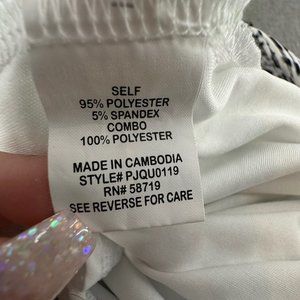 SELF
95% POLYESTER
5% SPANDEX
COMBO
100% POLYESTER
MADE IN CAMBODIA
STYLE# PJQU0119
RN# 58719
SEE REVERSE FOR CARE